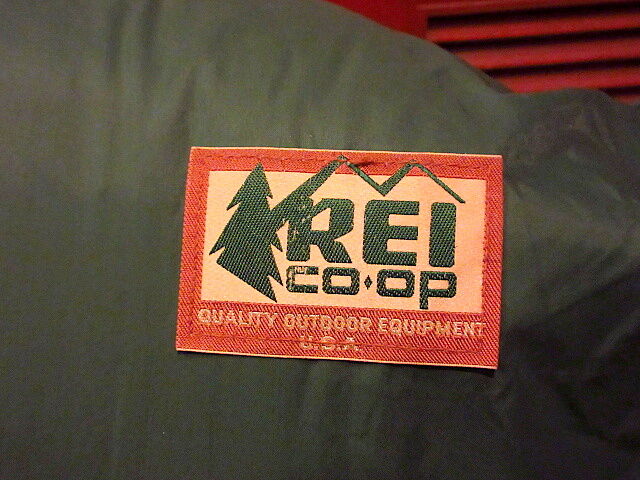 REI
CO·OP
QUALITY OUTDOOR EQUIPMENT
U.S.A.